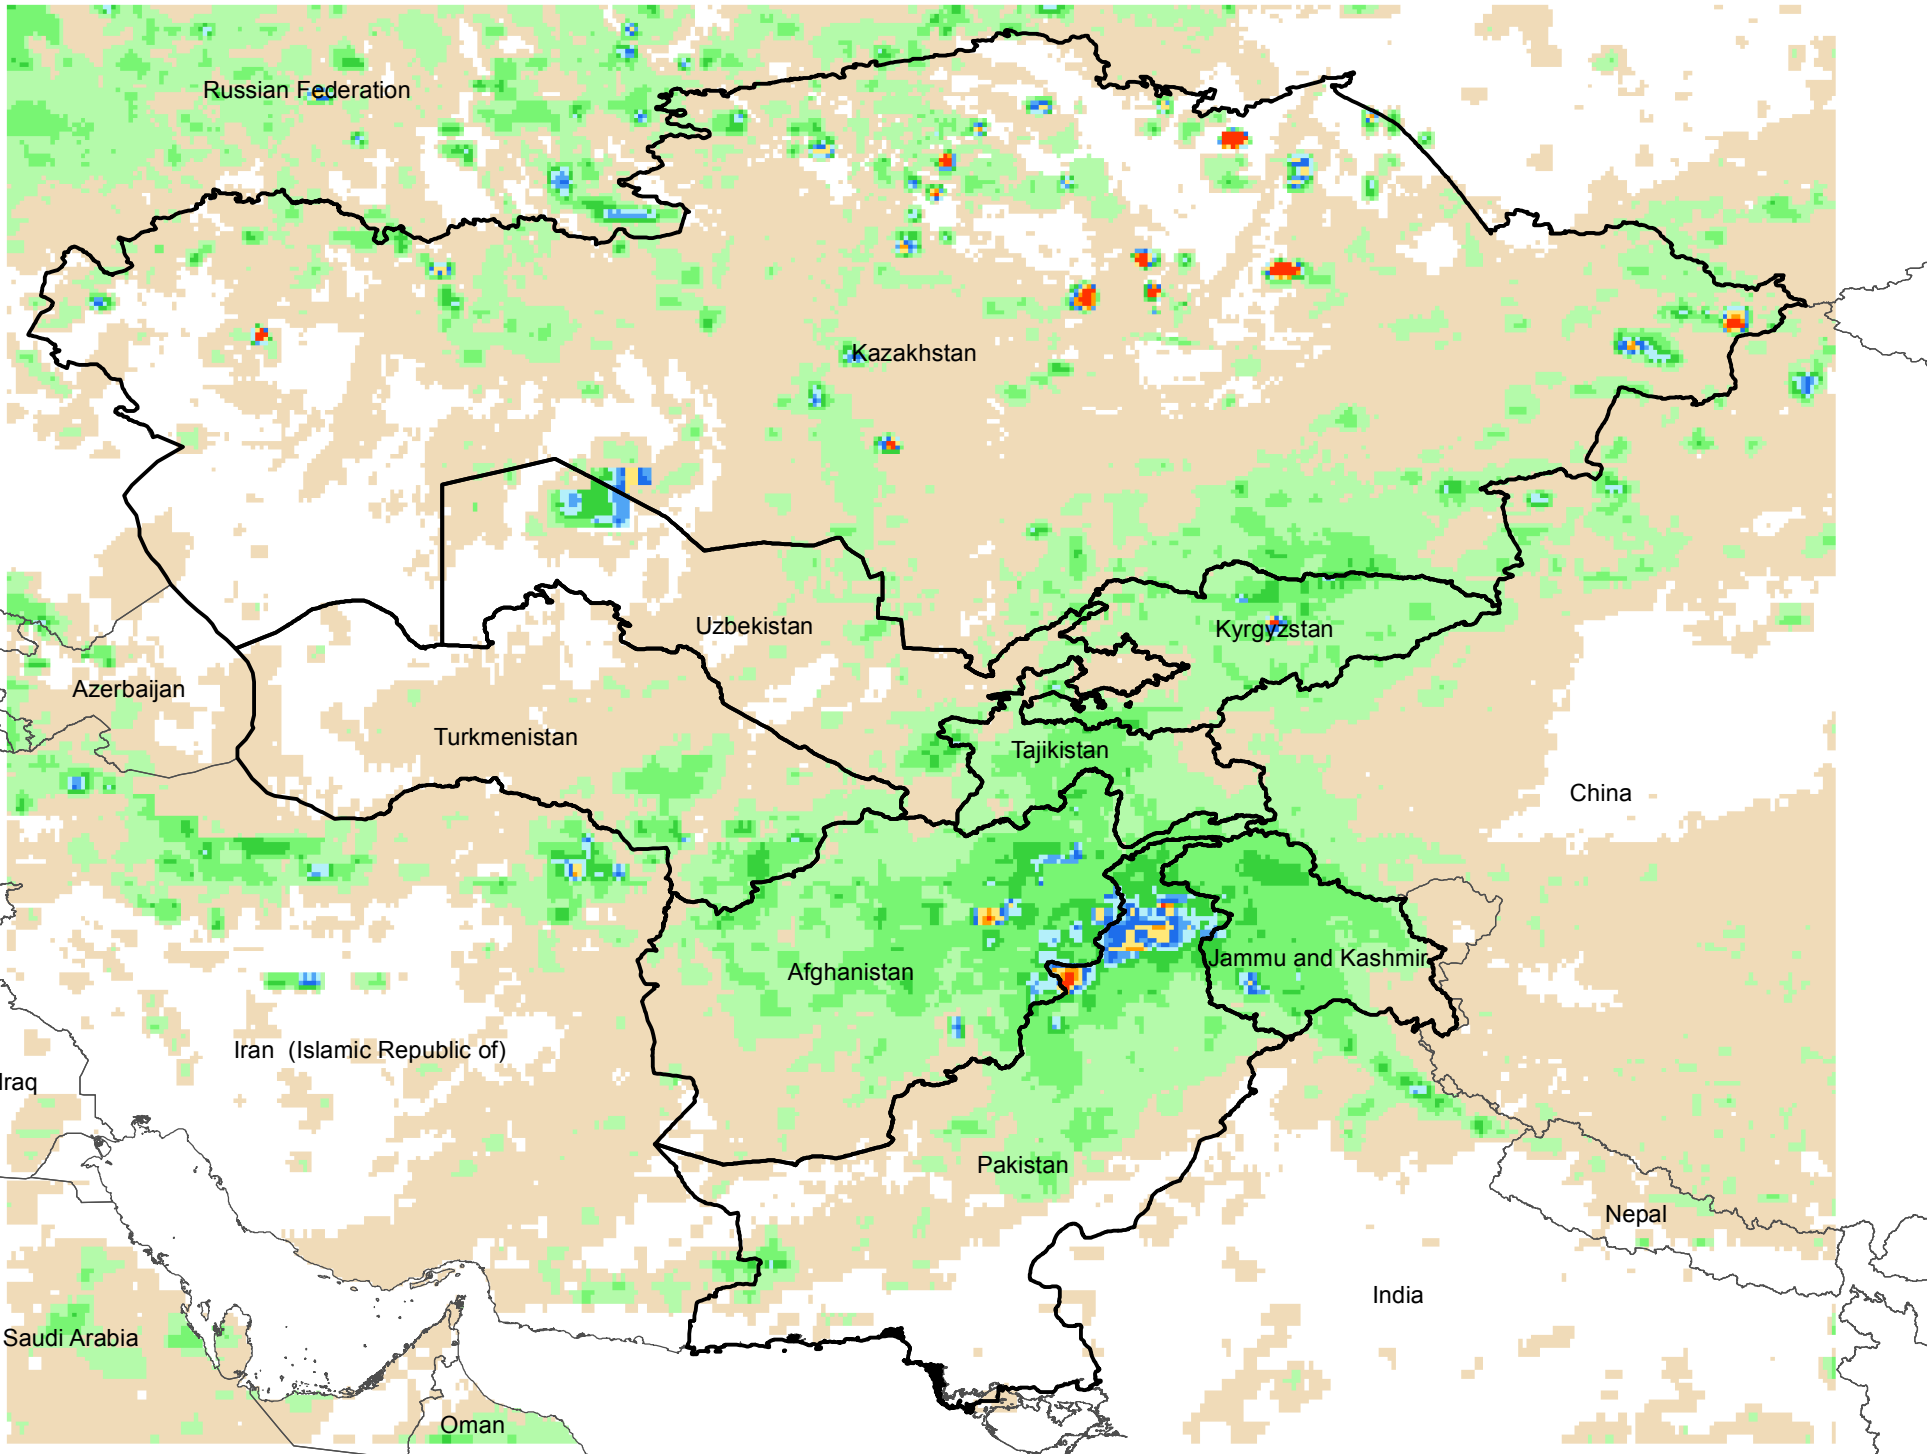 Russian Federation
Kazakhstan
Uzbekistan
Kyrgyzstan
Azerbaijan
Turkmenistan
Tajikistan
China
Jammu and Kashmir
Afghanistan
Iran (Islamic Republic of)
Iraq
Pakistan
Nepal
India
Saudi Arabia
Oman